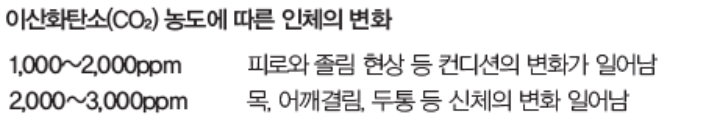 이산화탄소(CO₂) 농도에 따른 인체의 변화
1,000~2,000ppm 피로와 졸림 현상 등 컨디션의 변화가 일어남
2,000~3,000ppm 목, 어깨결림, 두통 등 신체의 변화 일어남